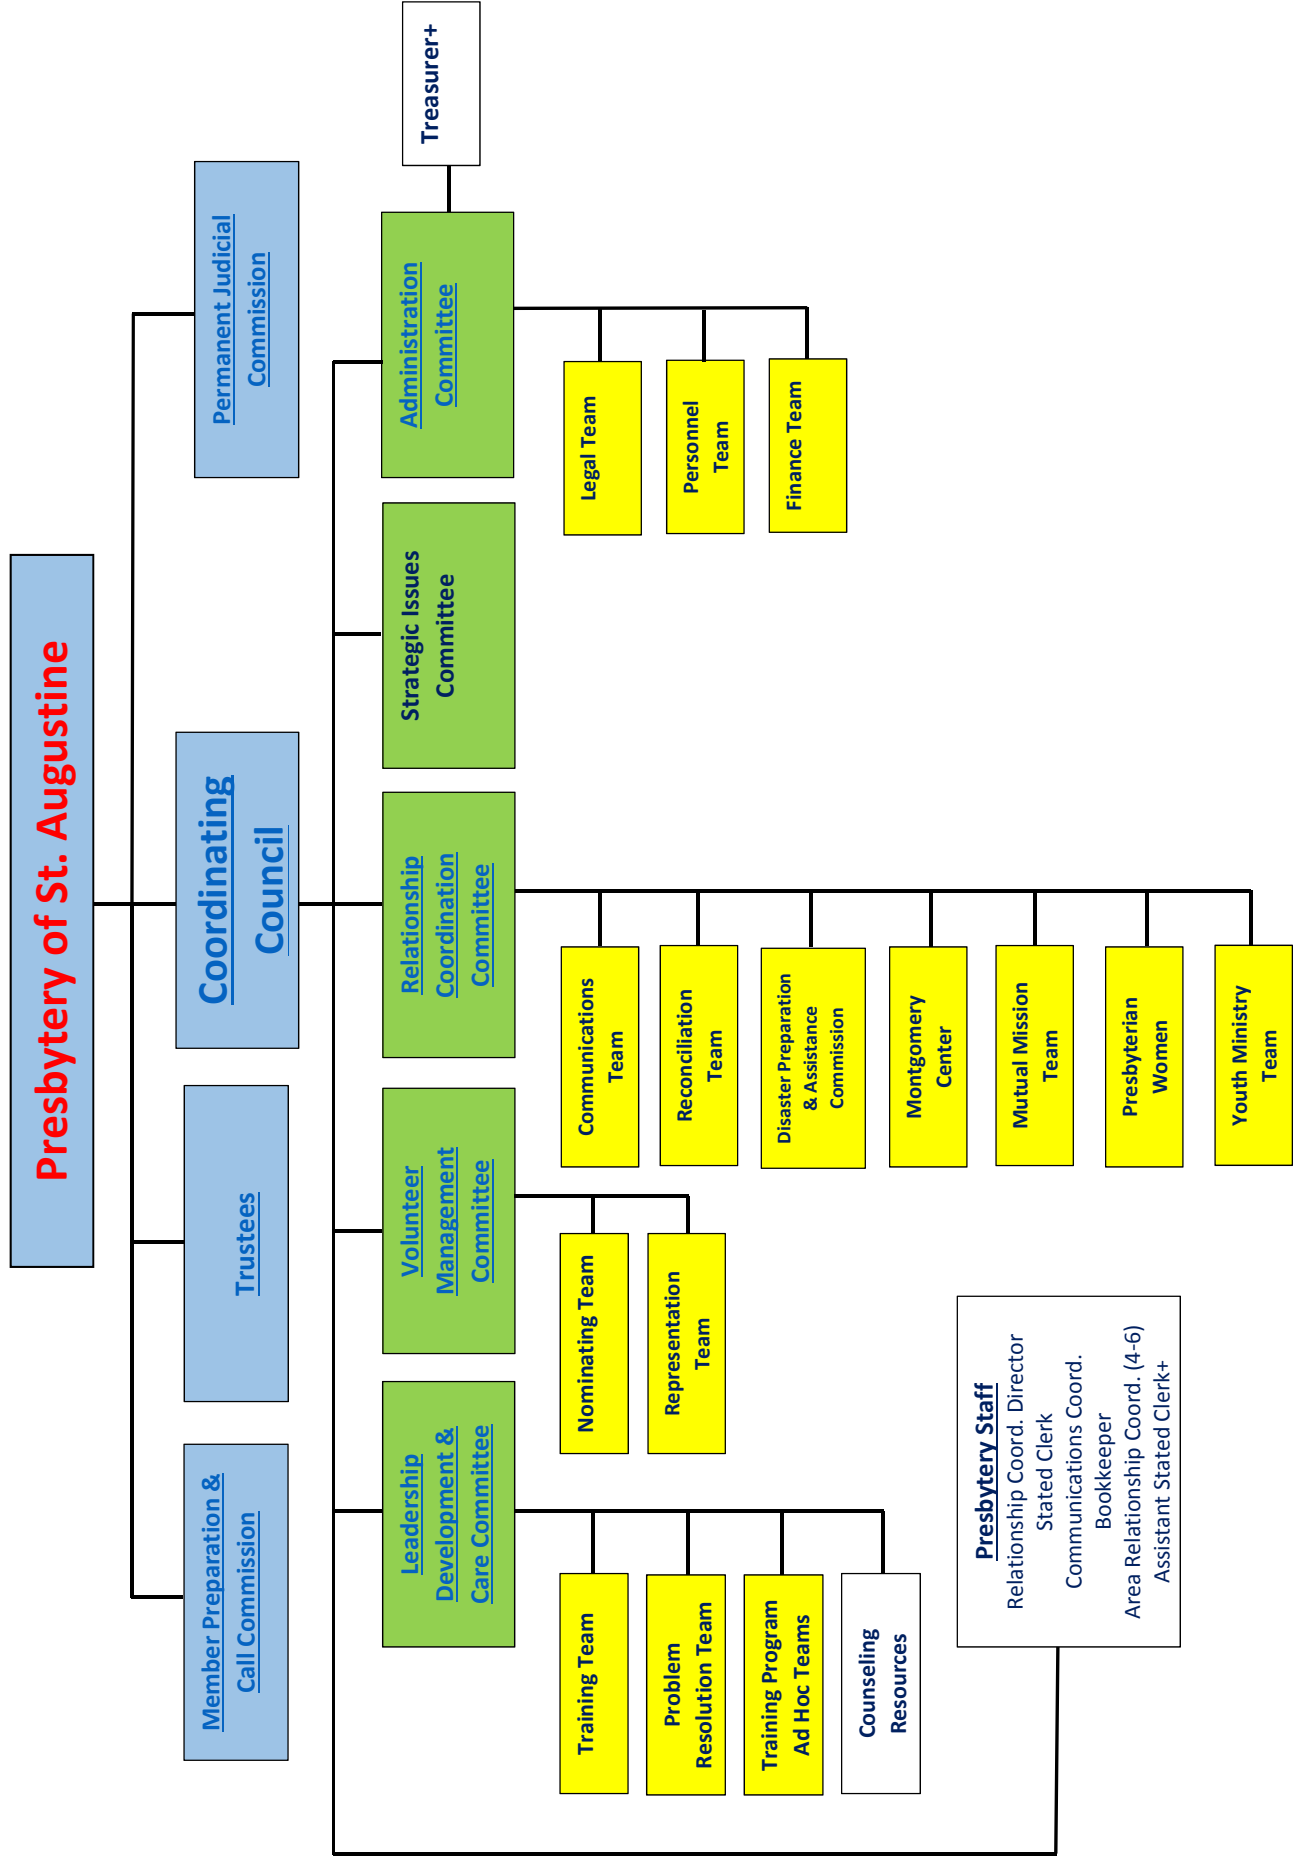 Presbytery of St. Augustine
Member Preparation &
Call Commission
Trustees
Coordinating
Council
Permanent Judicial
Commission
Leadership
Development &
Care Committee
Volunteer
Management
Committee
Relationship
Coordination
Committee
Strategic Issues
Committee
Administration
Committee
Treasurer+
Training Team
Problem
Resolution Team
Training Program
Ad Hoc Teams
Counseling
Resources
Nominating Team
Representation
Team
Communications
Team
Reconciliation
Team
Disaster Preparation
& Assistance
Commission
Montgomery
Center
Mutual Mission
Team
Presbyterian
Women
Youth Ministry
Team
Legal Team
Personnel
Team
Finance Team
Presbytery Staff
Relationship Coord. Director
Stated Clerk
Communications Coord.
Bookkeeper
Area Relationship Coord. (4-6)
Assistant Stated Clerk+